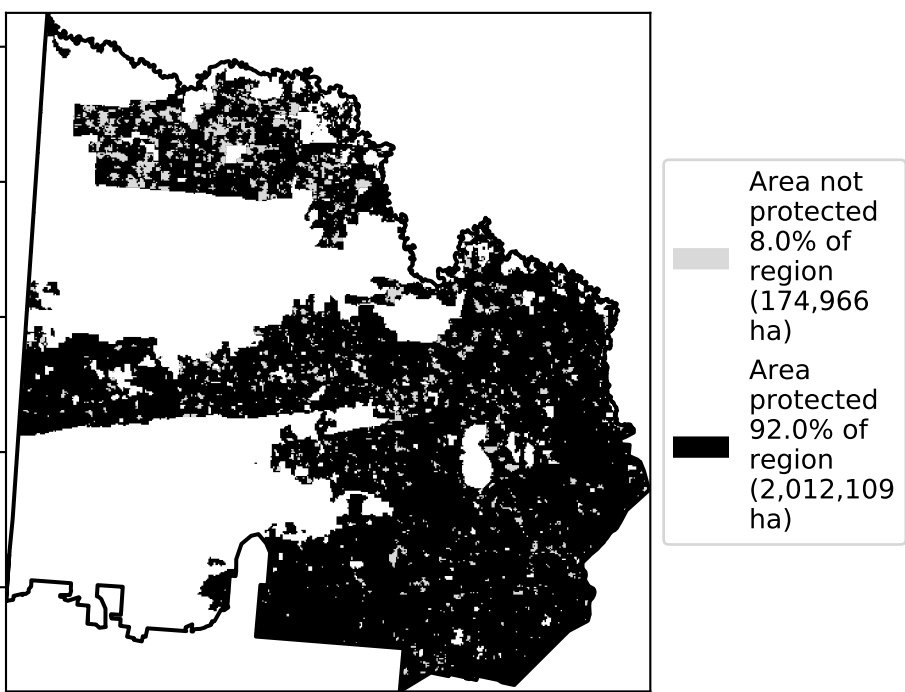 Area not
protected
8.0% of
region
(174,966
ha)
Area
protected
92.0% of
region
(2,012,109
ha)